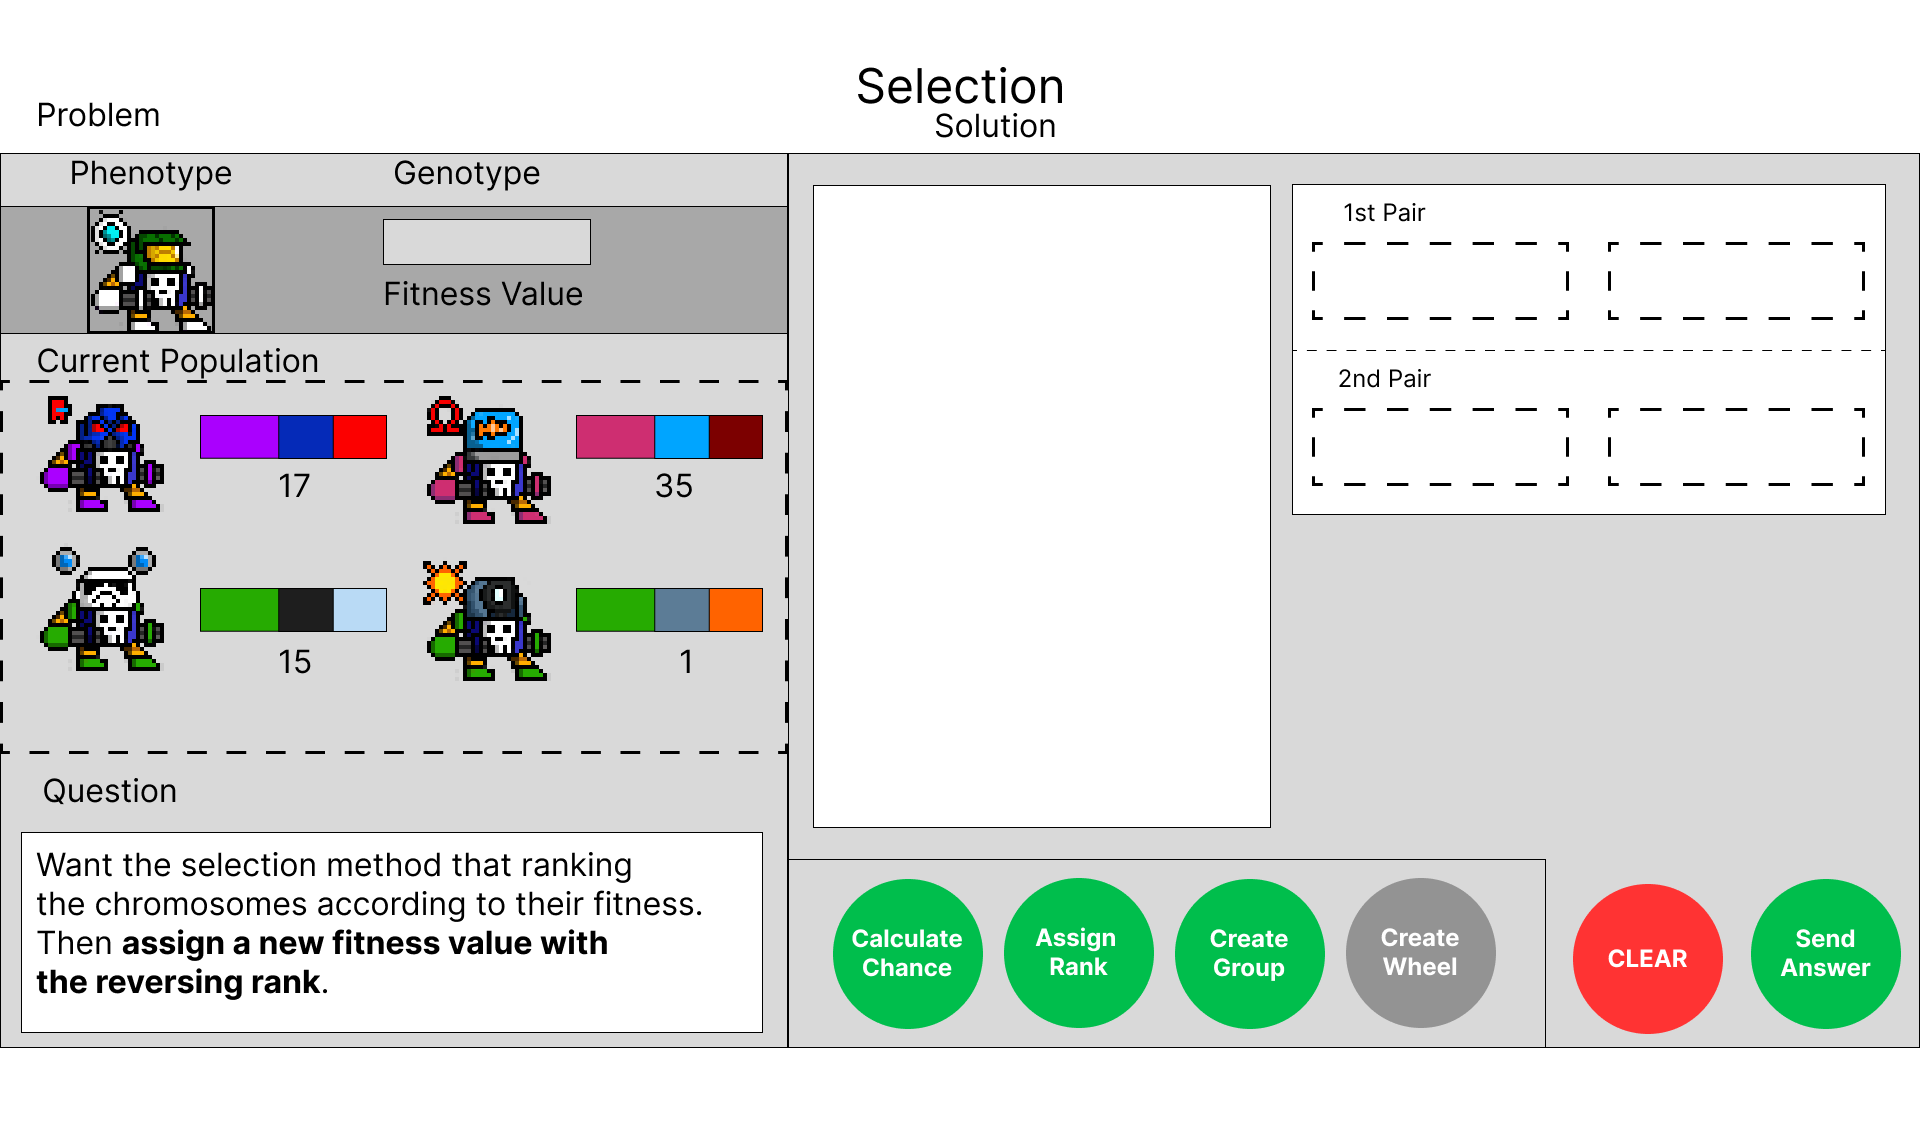 Selection
Problem
Solution
Phenotype
Genotype
Fitness Value
Current Population
17
35
15
1
Question
Want the selection method that ranking
the chromosomes according to their fitness.
Then assign a new fitness value with
the reversing rank.
1st Pair
2nd Pair
Calculate
Chance
Assign
Rank
Create
Group
Create
Wheel
CLEAR
Send
Answer